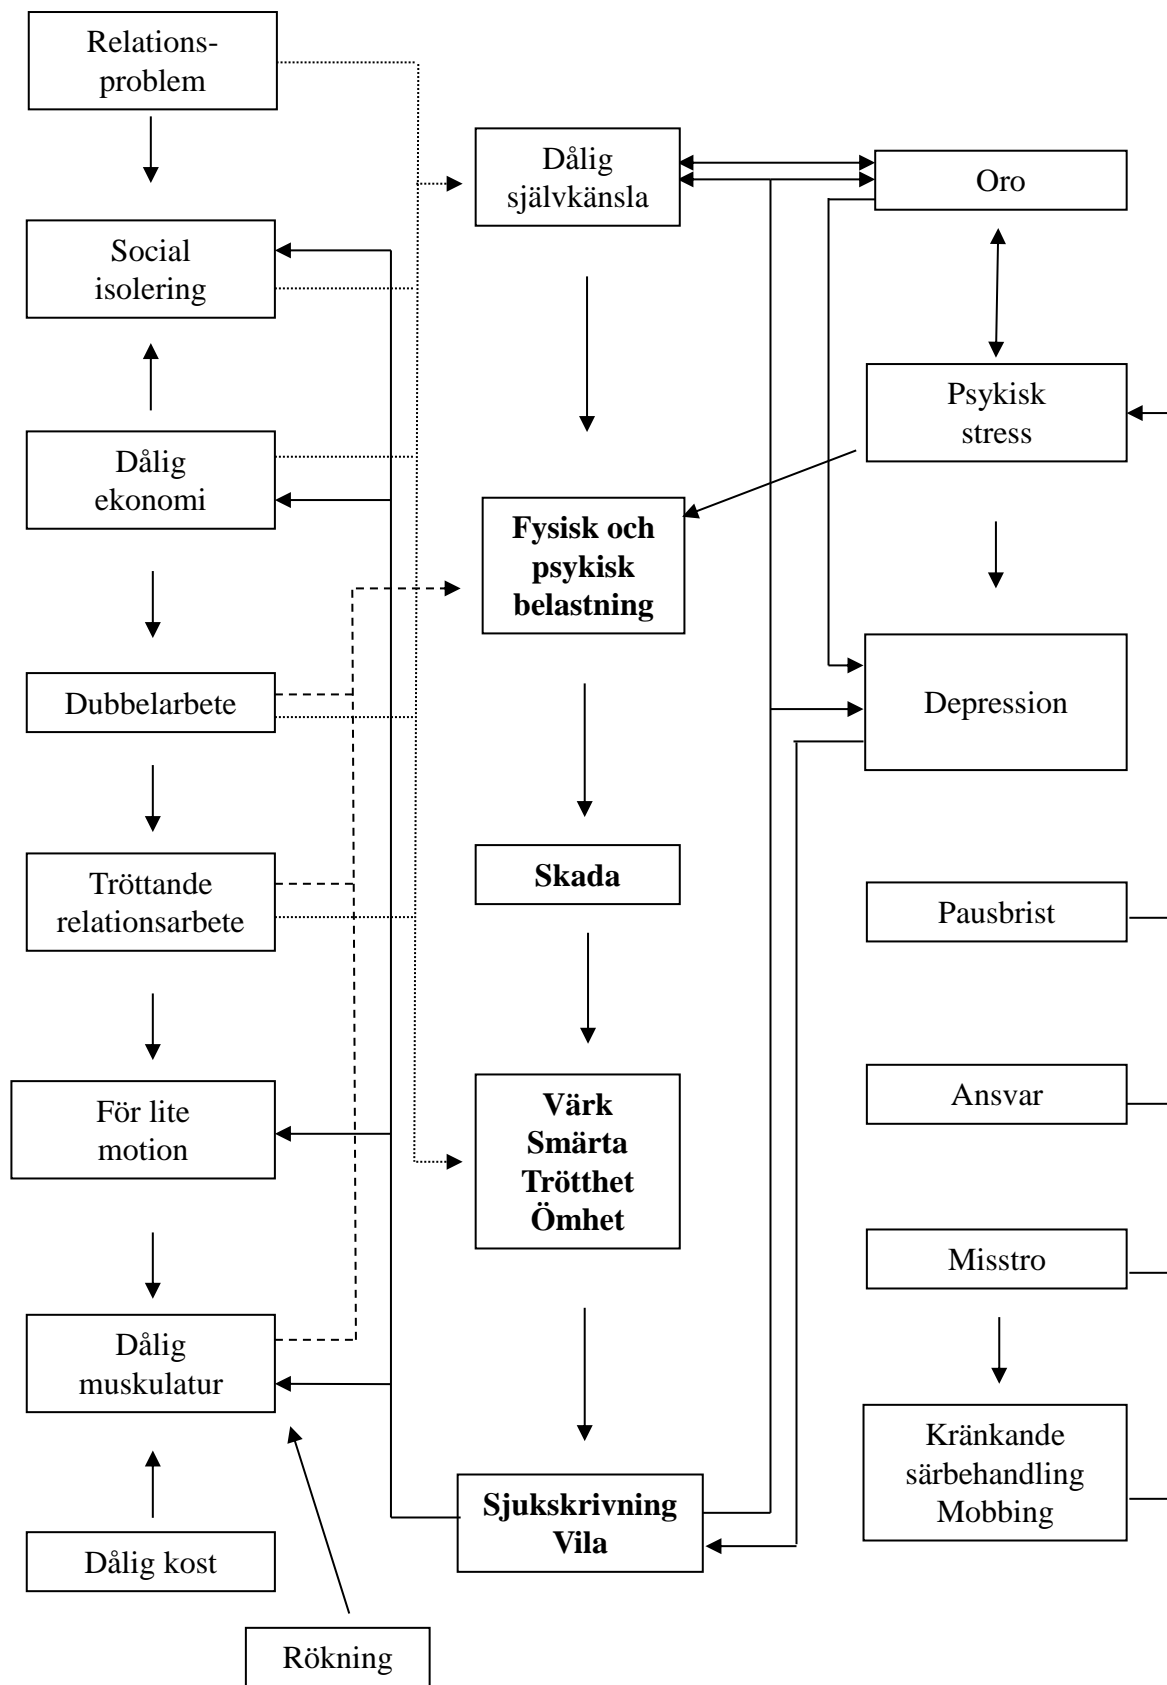 Relations-
problem
Social
isolering
Dålig
ekonomi
Dubbelarbete
Tröttande
relationsarbete
För lite
motion
Dålig
muskulatur
Dålig kost
Rökning
Dålig
självkänsla
Fysisk och
psykisk
belastning
Skada
Värk
Smärta
Trötthet
Ömhet
Sjukskrivning
Vila
Oro
Psykisk
stress
Depression
Pausbrist
Ansvar
Misstro
Kränkande
särbehandling
Mobbing